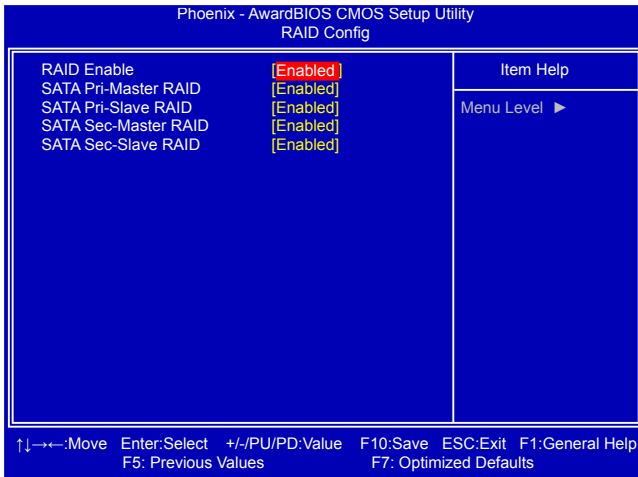 Phoenix - AwardBIOS CMOS Setup Utility
RAID Config
RAID Enable [Enabled]
SATA Pri-Master RAID [Enabled]
SATA Pri-Slave RAID [Enabled]
SATA Sec-Master RAID [Enabled]
SATA Sec-Slave RAID [Enabled]
Item Help
Menu Level ►
↑↓→←:Move Enter:Select +/-/PU/PD:Value F10:Save ESC:Exit F1:General Help
F5: Previous Values F7: Optimized Defaults